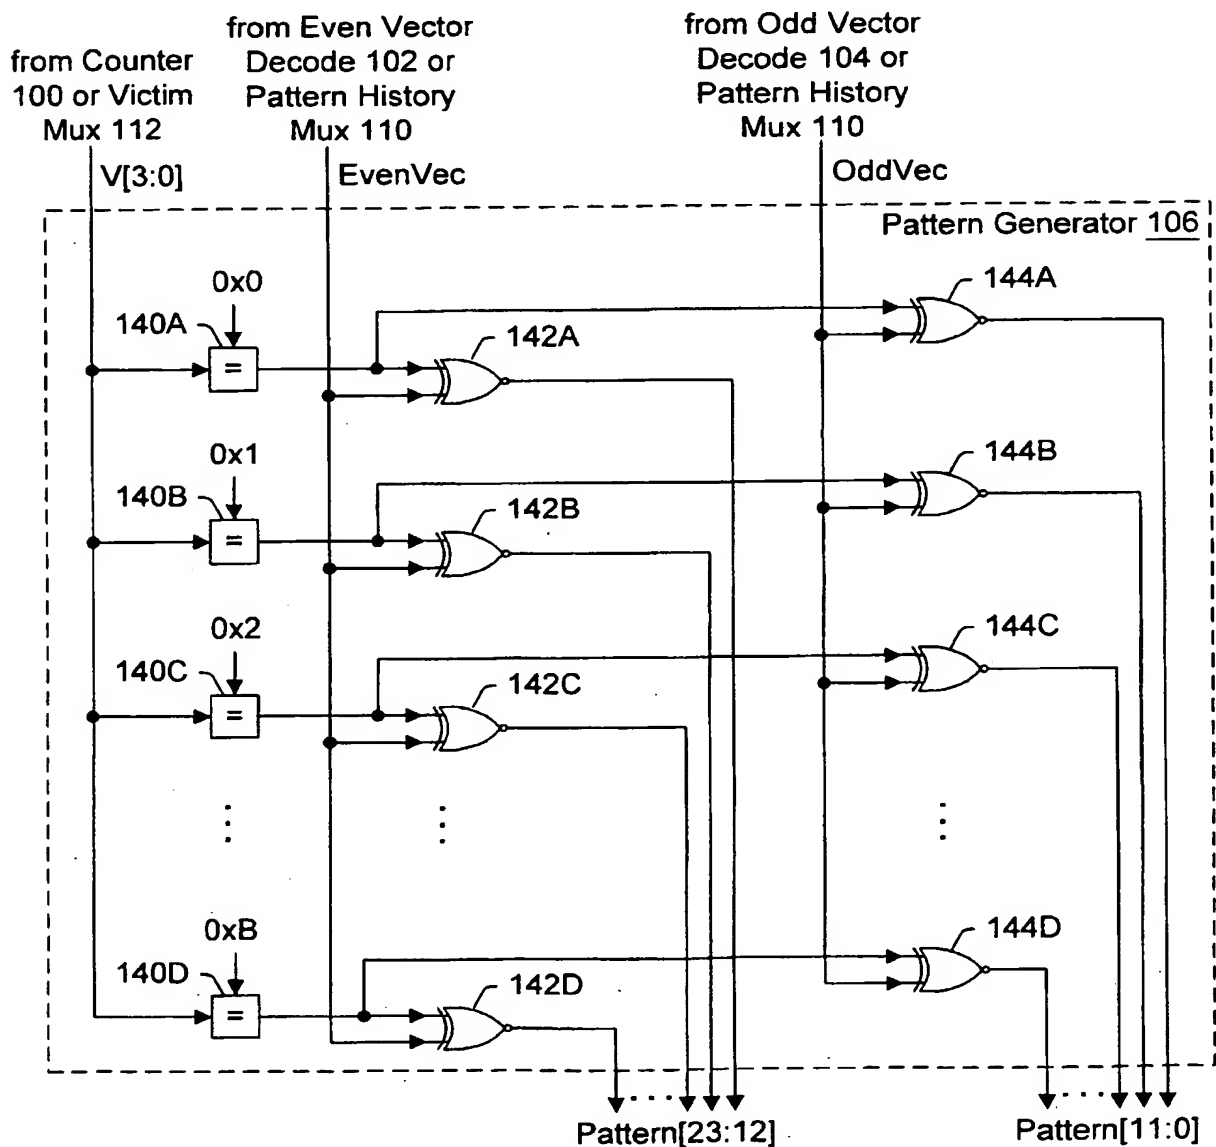 from Counter
100 or Victim
Mux 112
from Even Vector
Decode 102 or
Pattern History
Mux 110
from Odd Vector
Decode 104 or
Pattern History
Mux 110
V[3:0]
EvenVec
OddVec
Pattern Generator 106
0x0
140A
=
142A
144A
0x1
140B
=
142B
144B
0x2
140C
=
142C
144C
0xB
140D
=
142D
144D
Pattern[23:12]
Pattern[11:0]